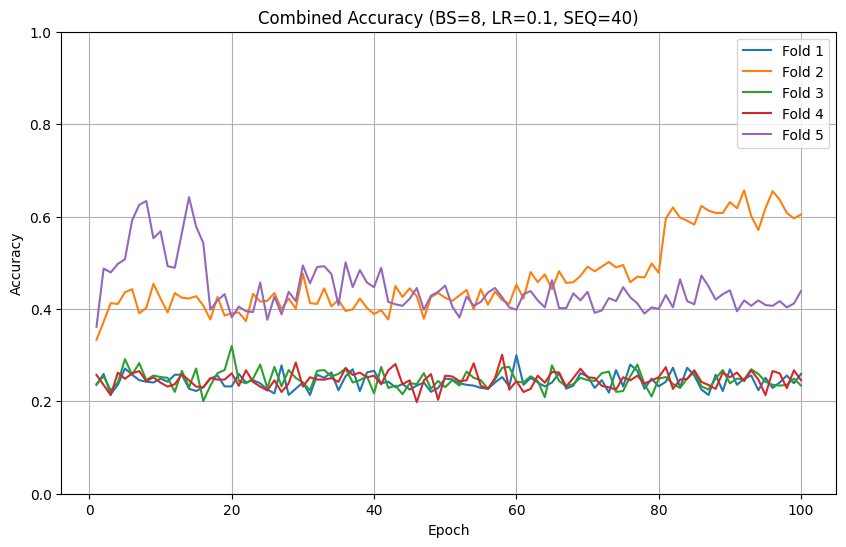 Combined Accuracy (BS=8, LR=0.1, SEQ=40)
Fold 1
Fold 2
Fold 3
Fold 4
Fold 5
Accuracy
1.0
0.8
0.6
0.4
0.2
0.0
0 20 40 60 80 100
Epoch